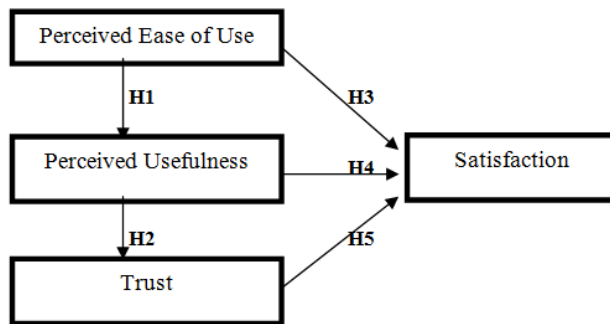 Perceived Ease of Use
H1
H3
Perceived Usefulness
H4
Satisfaction
H2
H5
Trust